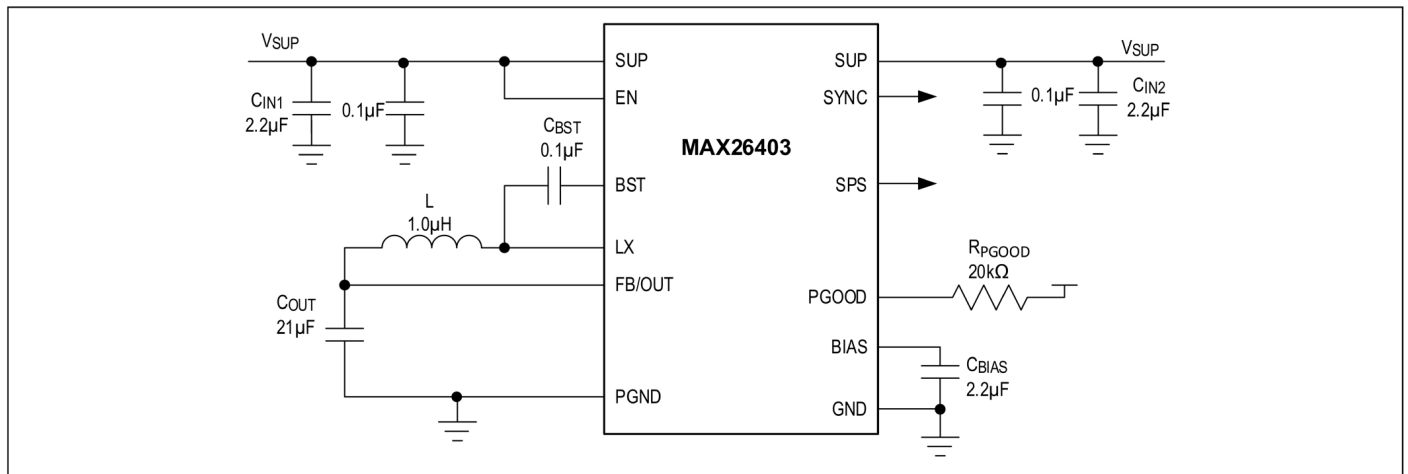 VSUP
CIN1
2.2µF
0.1µF
SUP
EN
CBST
0.1µF
BST
L
1.0µH
LX
FB/OUT
COUT
21µF
PGND
MAX26403
SUP
SYNC
SPS
PGOOD
BIAS
GND
VSUP
0.1µF
CIN2
2.2µF
RPGOOD
20kΩ
CBIAS
2.2µF